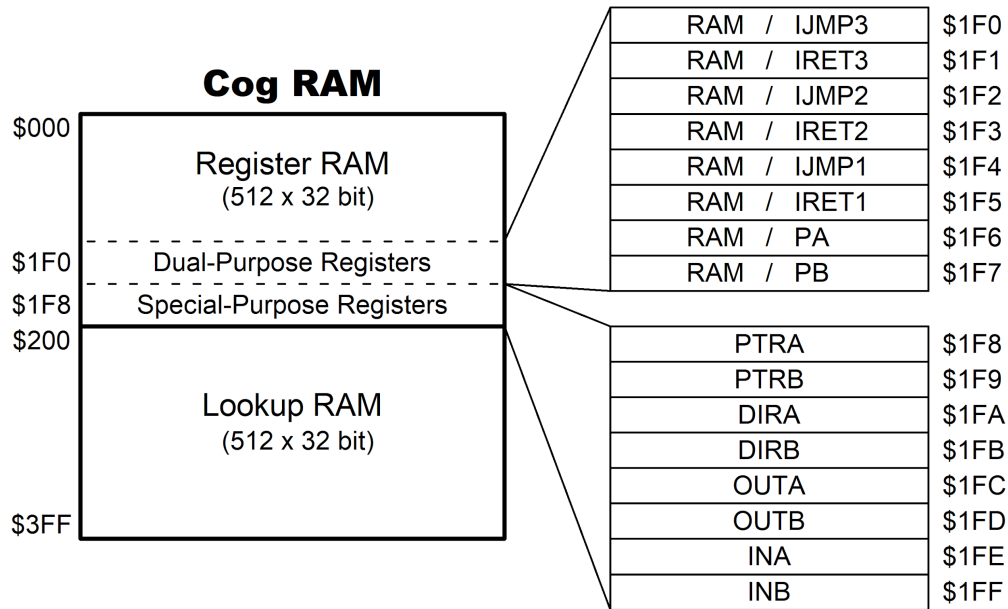 Cog RAM
$000
Register RAM
(512 x 32 bit)
$1F0
Dual-Purpose Registers
$1F8
Special-Purpose Registers
$200
Lookup RAM
(512 x 32 bit)
$3FF
RAM / IJMP3 $1F0
RAM / IRET3 $1F1
RAM / IJMP2 $1F2
RAM / IRET2 $1F3
RAM / IJMP1 $1F4
RAM / IRET1 $1F5
RAM / PA $1F6
RAM / PB $1F7
PTRA $1F8
PTRB $1F9
DIRA $1FA
DIRB $1FB
OUTA $1FC
OUTB $1FD
INA $1FE
INB $1FF